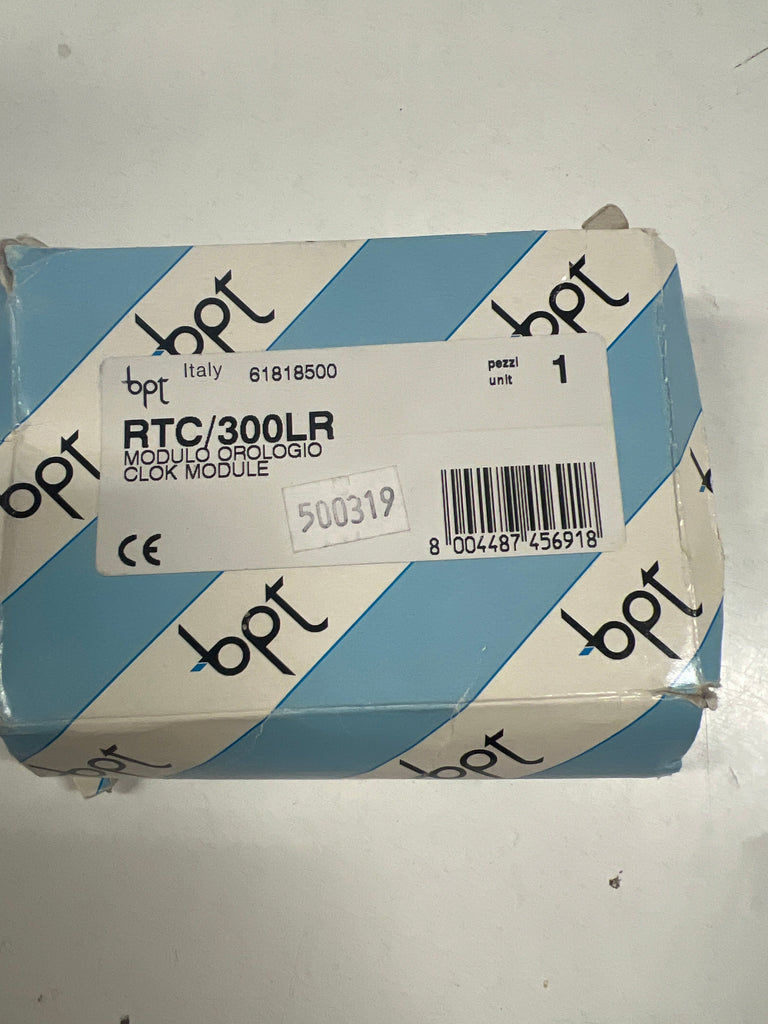 bpt
bpt
bpt Italy 61818500 pezzi unit 1
RTC/300LR
MODULO OROLOGIO
CLOK MODULE
bpt
500319
CE
8 004487 456918
bpt
bpt
bpt
bpt